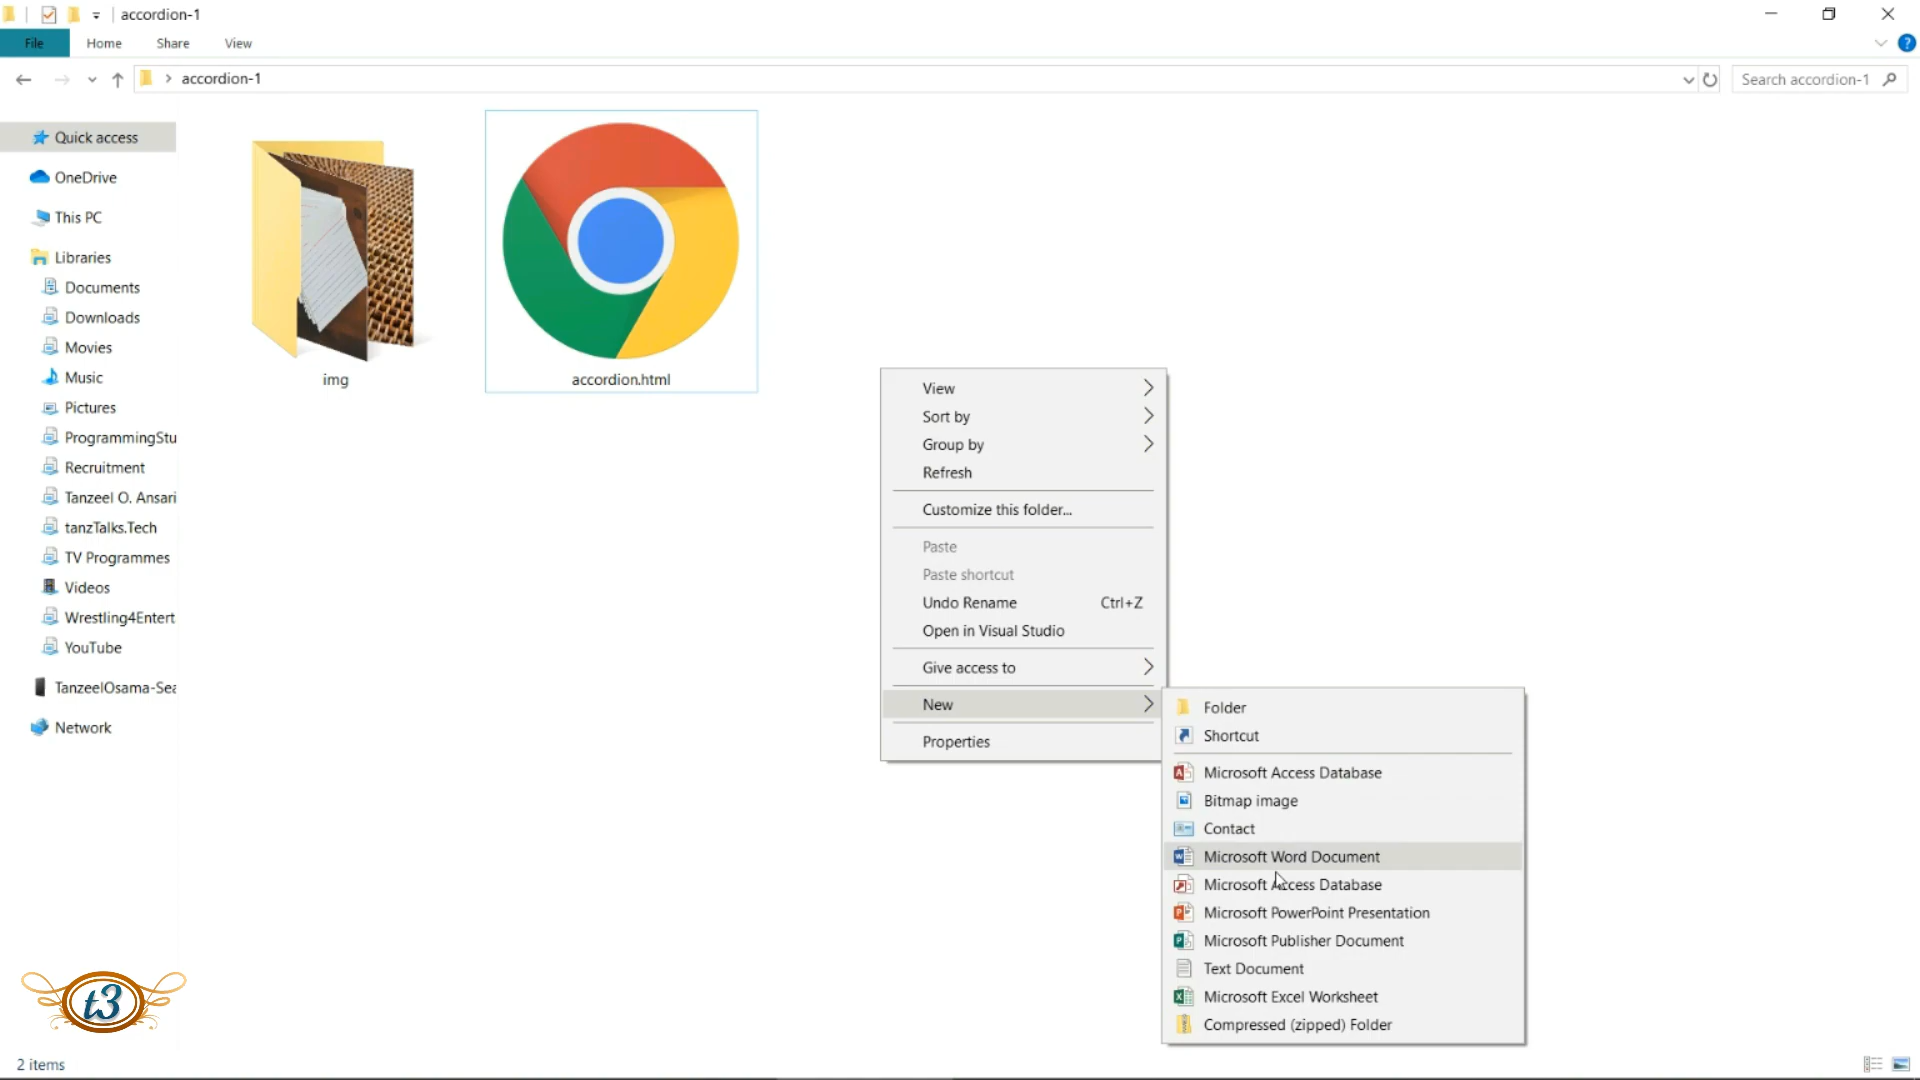 accordion-1
File Home Share View
?
accordion-1
Search accordion-1
Quick access
OneDrive
This PC
Libraries
Documents
Downloads
Movies
Music
Pictures
ProgrammingStu
Recruitment
Tanzeel O. Ansari
tanzTalks.Tech
TV Programmes
Videos
Wrestling4Entert
YouTube
TanzeelOsama-Sea
Network
img
accordion.html
View
Sort by
Group by
Refresh
Customize this folder...
Paste
Paste shortcut
Undo Rename Ctrl+Z
Open in Visual Studio
Give access to
New
Properties
Folder
Shortcut
Microsoft Access Database
Bitmap image
Contact
Microsoft Word Document
Microsoft Access Database
Microsoft PowerPoint Presentation
Microsoft Publisher Document
Text Document
Microsoft Excel Worksheet
Compressed (zipped) Folder
t3
2 items